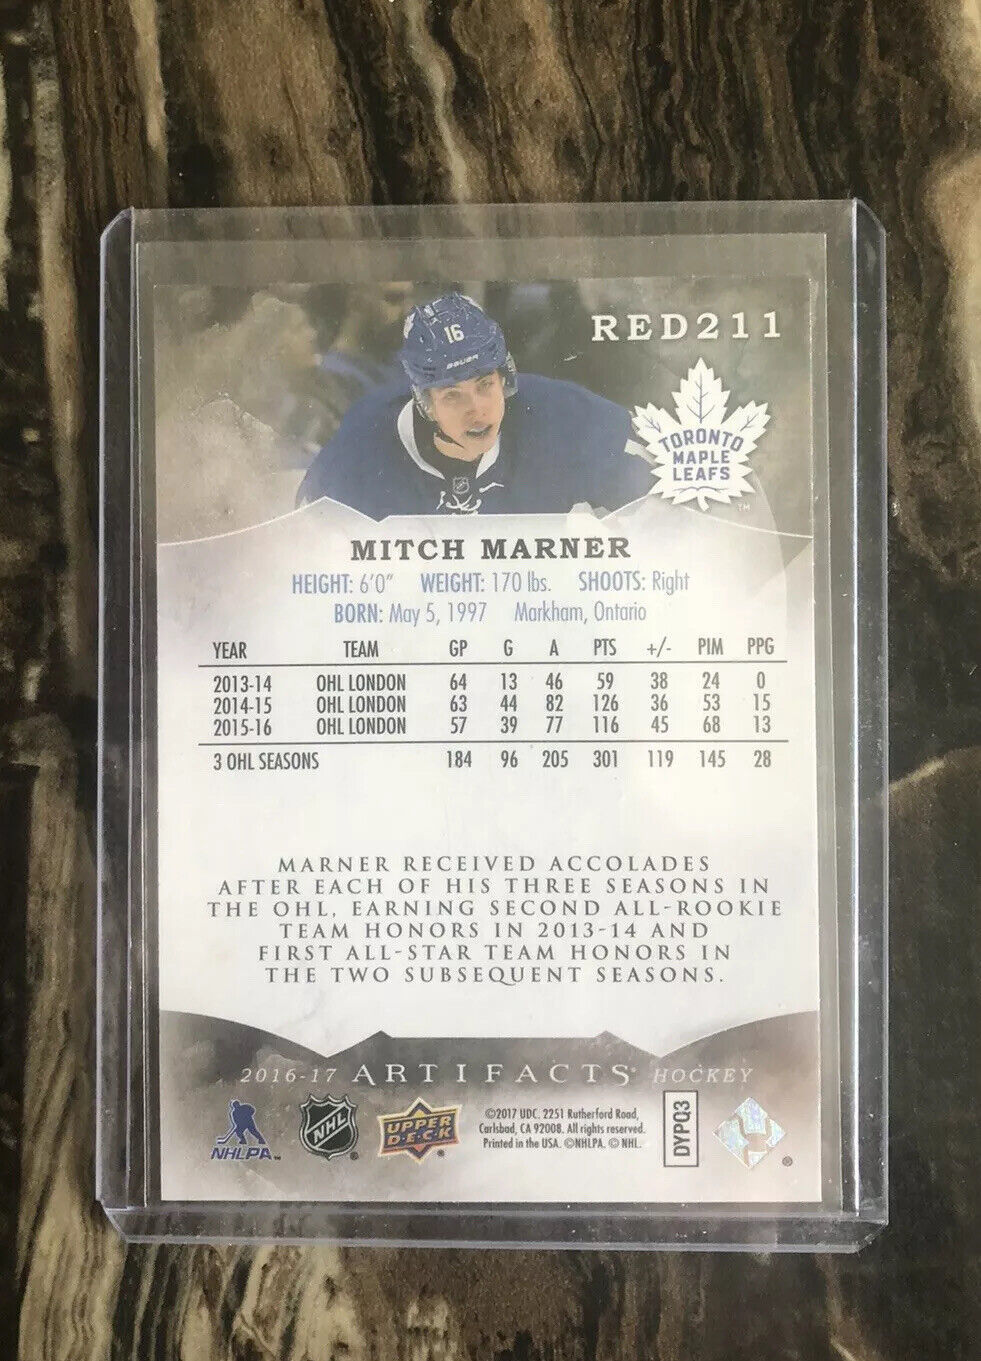 16
BAUER
RED211
TORONTO
MAPLE
LEAFS
TM
MITCH MARNER
HEIGHT: 6'0" WEIGHT: 170 lbs. SHOOTS: Right
BORN: May 5, 1997 Markham, Ontario
YEAR TEAM GP G A PTS +/- PIM PPG
2013-14 OHL LONDON 64 13 46 59 38 24 0
2014-15 OHL LONDON 63 44 82 126 36 53 15
2015-16 OHL LONDON 57 39 77 116 45 68 13
3 OHL SEASONS 184 96 205 301 119 145 28
MARNER RECEIVED ACCOLADES
AFTER EACH OF HIS THREE SEASONS IN
THE OHL, EARNING SECOND ALL-ROOKIE
TEAM HONORS IN 2013-14 AND
FIRST ALL-STAR TEAM HONORS IN
THE TWO SUBSEQUENT SEASONS.
2016-17 ARTIFACTS® HOCKEY
NHLPA™
NHL®
UPPER
DECK®
©2017 UDC. 2251 Rutherford Road,
Carlsbad, CA 92008. All rights reserved.
Printed in the USA. ©NHLPA. © NHL.
DYPQ3
®